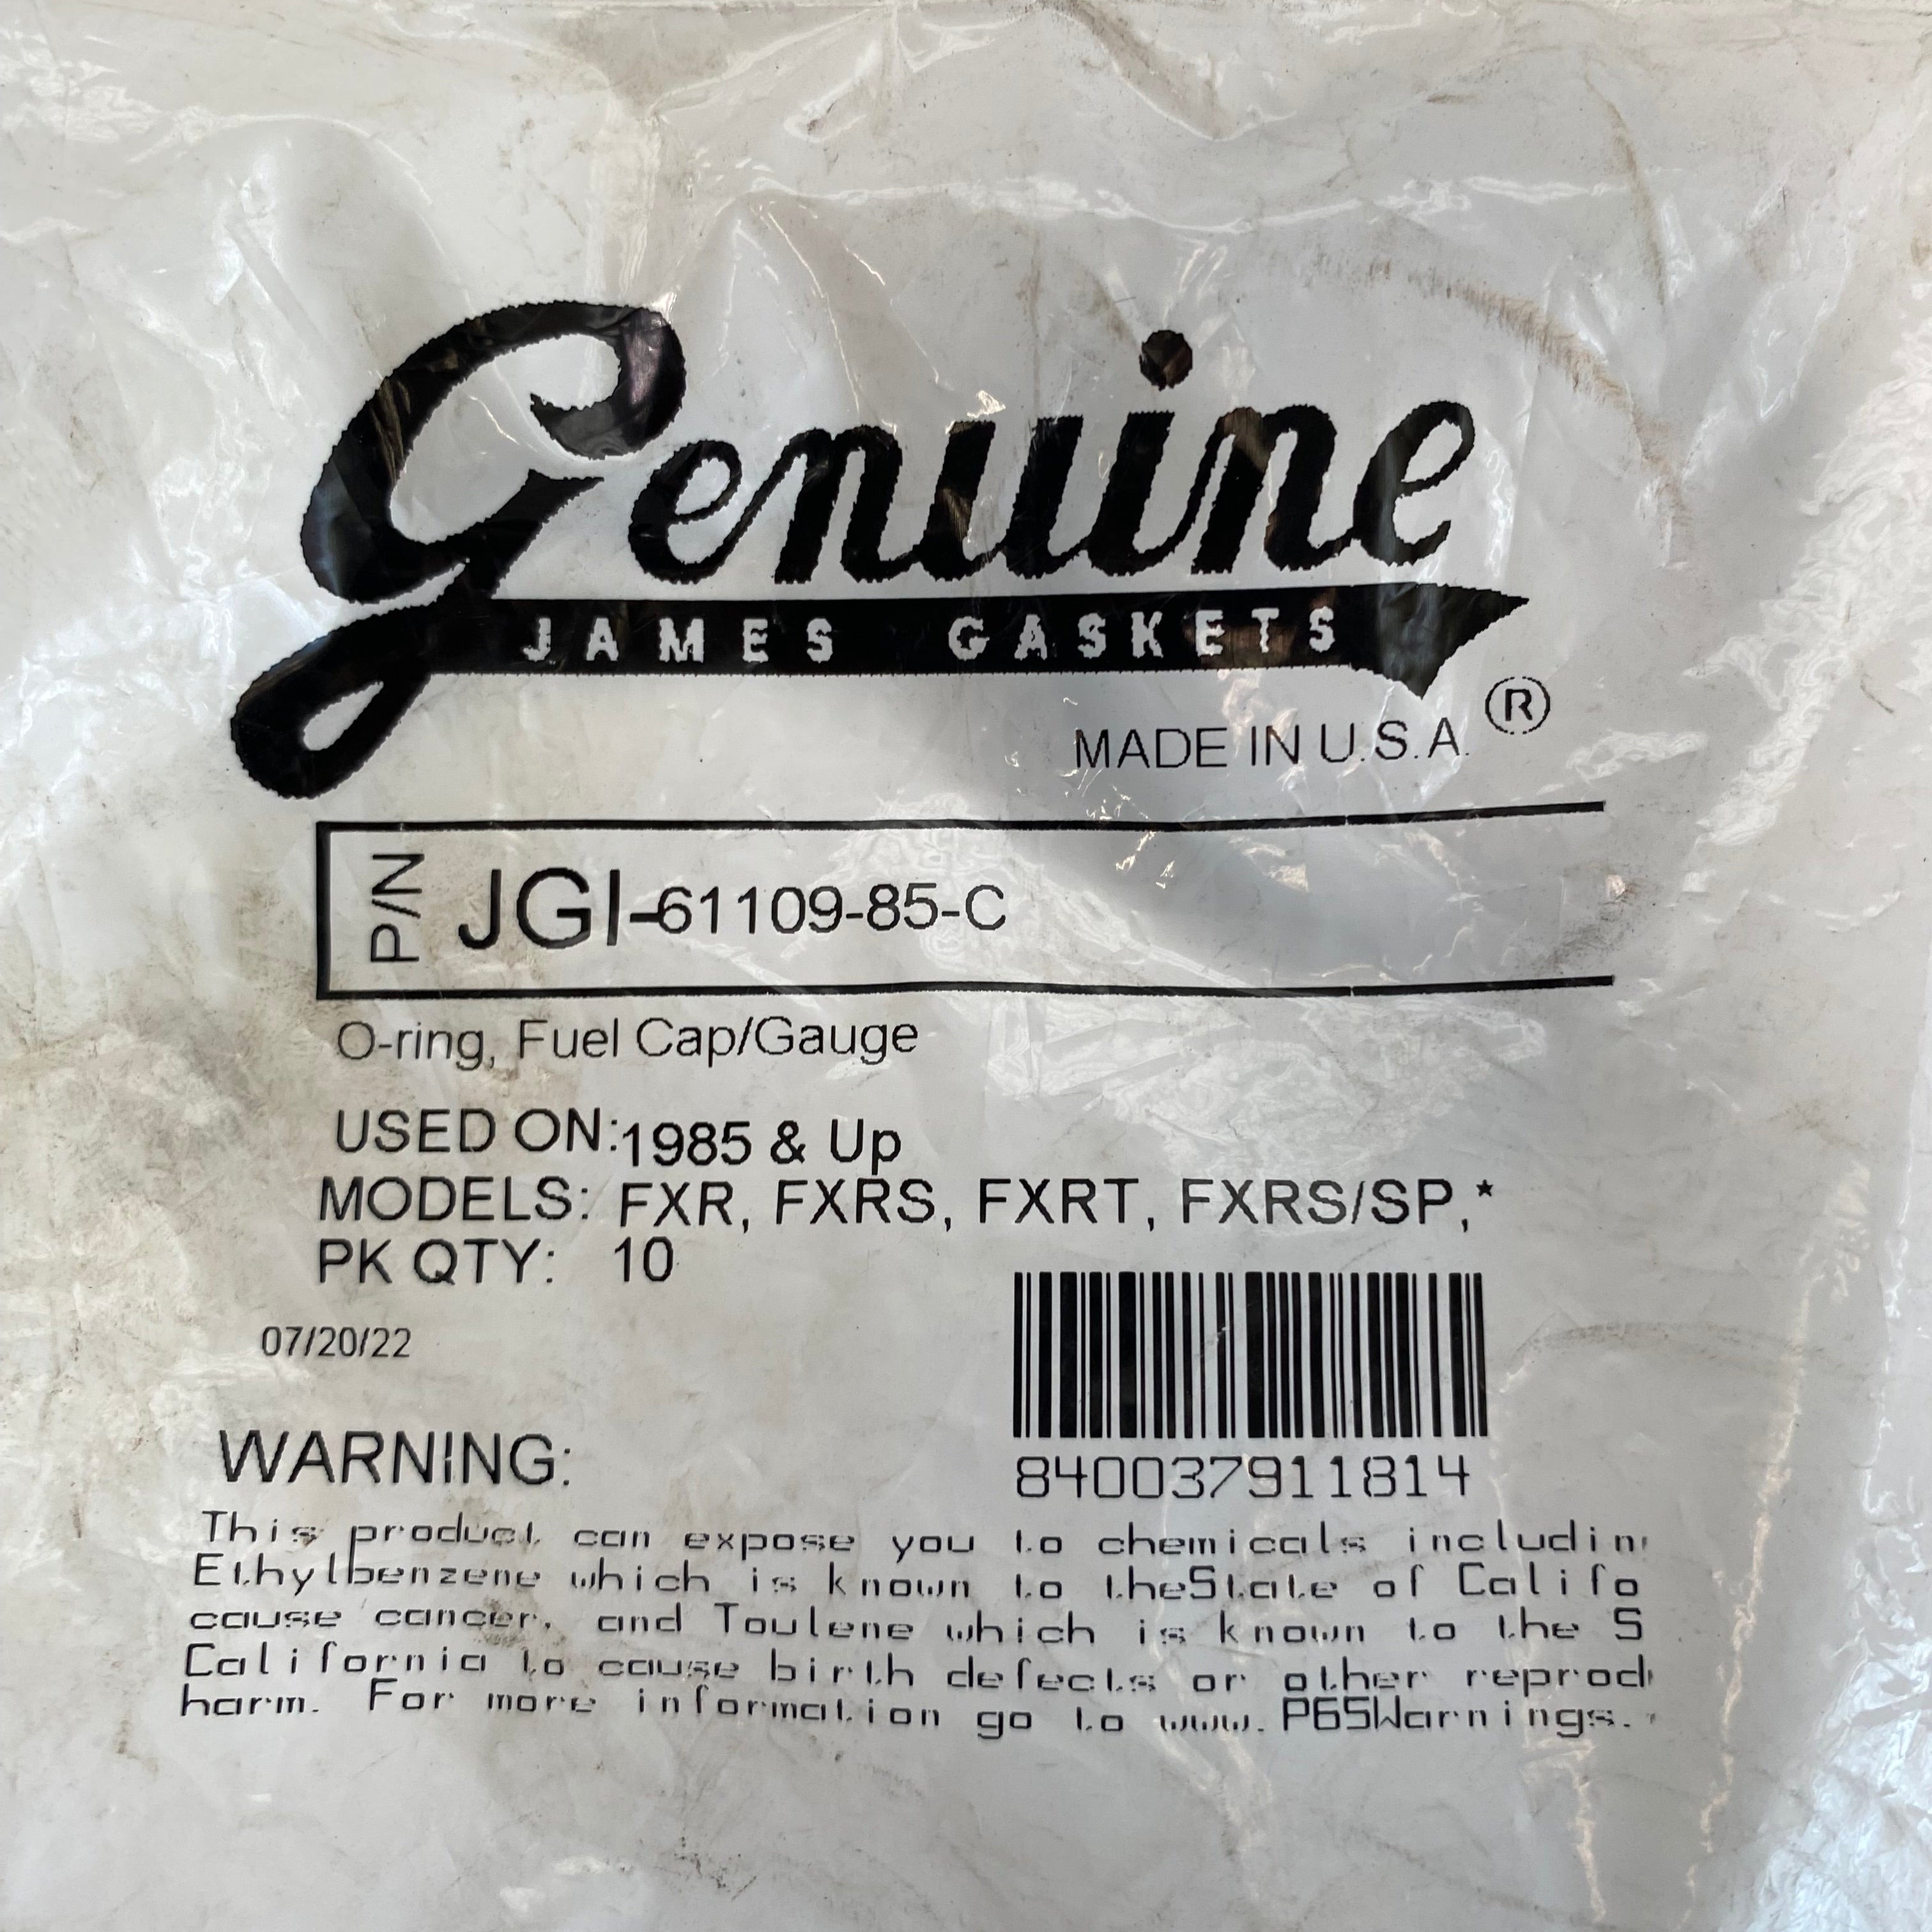 Genuine
JAMES GASKETS
®
MADE IN U.S.A.
P/N JGI-61109-85-C
O-ring, Fuel Cap/Gauge
USED ON: 1985 & Up
MODELS: FXR, FXRS, FXRT, FXRS/SP,*
PK QTY: 10
07/20/22
840037911814
WARNING:
This product can expose you to chemicals includin
Ethylbenzene which is known to theState of Califo
cause cancer, and Toulene which is known to the S
California to cause birth defects or other reprod
harm. For more information go to www.P65Warnings.